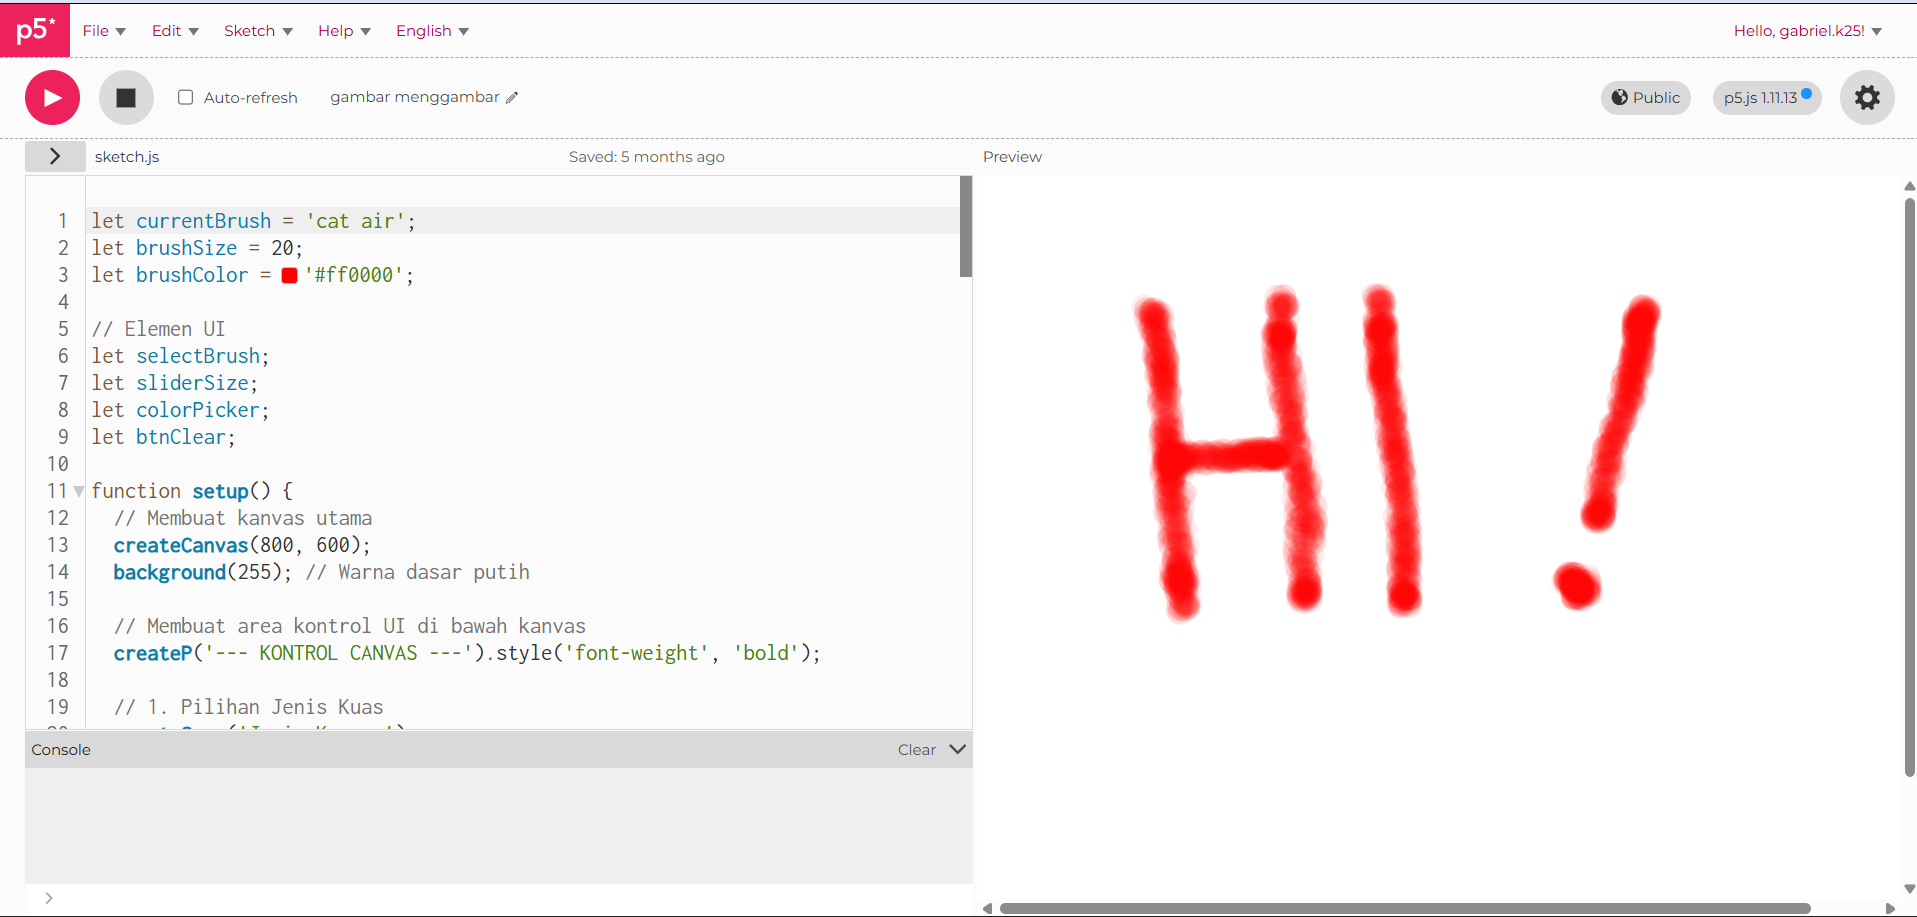 p5* File Edit Sketch Help English Hello, gabriel.k25!
Auto-refresh gambar menggambar Public p5.js 1.11.13
sketch.js Saved: 5 months ago Preview
1 let currentBrush = 'cat air';
2 let brushSize = 20;
3 let brushColor = '#ff0000';
4
5 // Elemen UI
6 let selectBrush;
7 let sliderSize;
8 let colorPicker;
9 let btnClear;
10
11 function setup() {
12 // Membuat kanvas utama
13 createCanvas(800, 600);
14 background(255); // Warna dasar putih
15
16 // Membuat area kontrol UI di bawah kanvas
17 createP('--- KONTROL CANVAS ---').style('font-weight', 'bold');
18
19 // 1. Pilihan Jenis Kuas
HI !
Console Clear